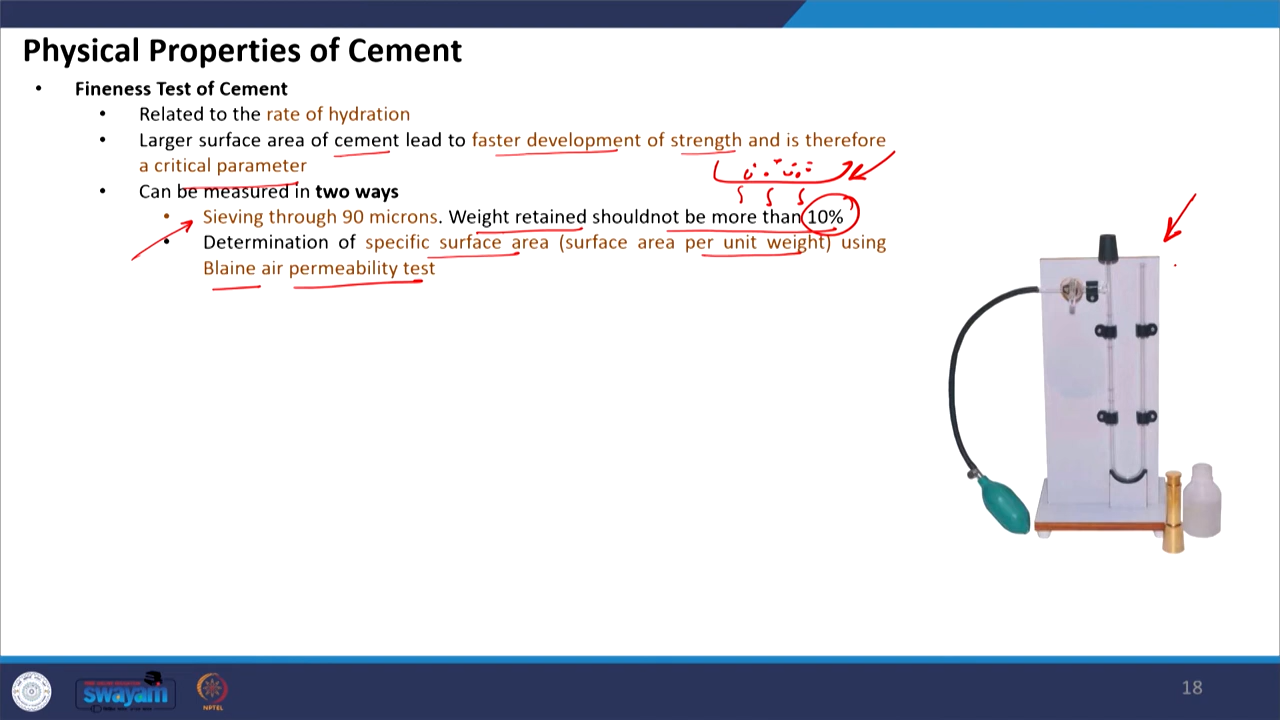 Physical Properties of Cement
• Fineness Test of Cement
• Related to the rate of hydration
• Larger surface area of cement lead to faster development of strength and is therefore
a critical parameter
• Can be measured in two ways
• Sieving through 90 microns. Weight retained shouldnot be more than 10%
• Determination of specific surface area (surface area per unit weight) using
Blaine air permeability test
swayam
NPTEL
18